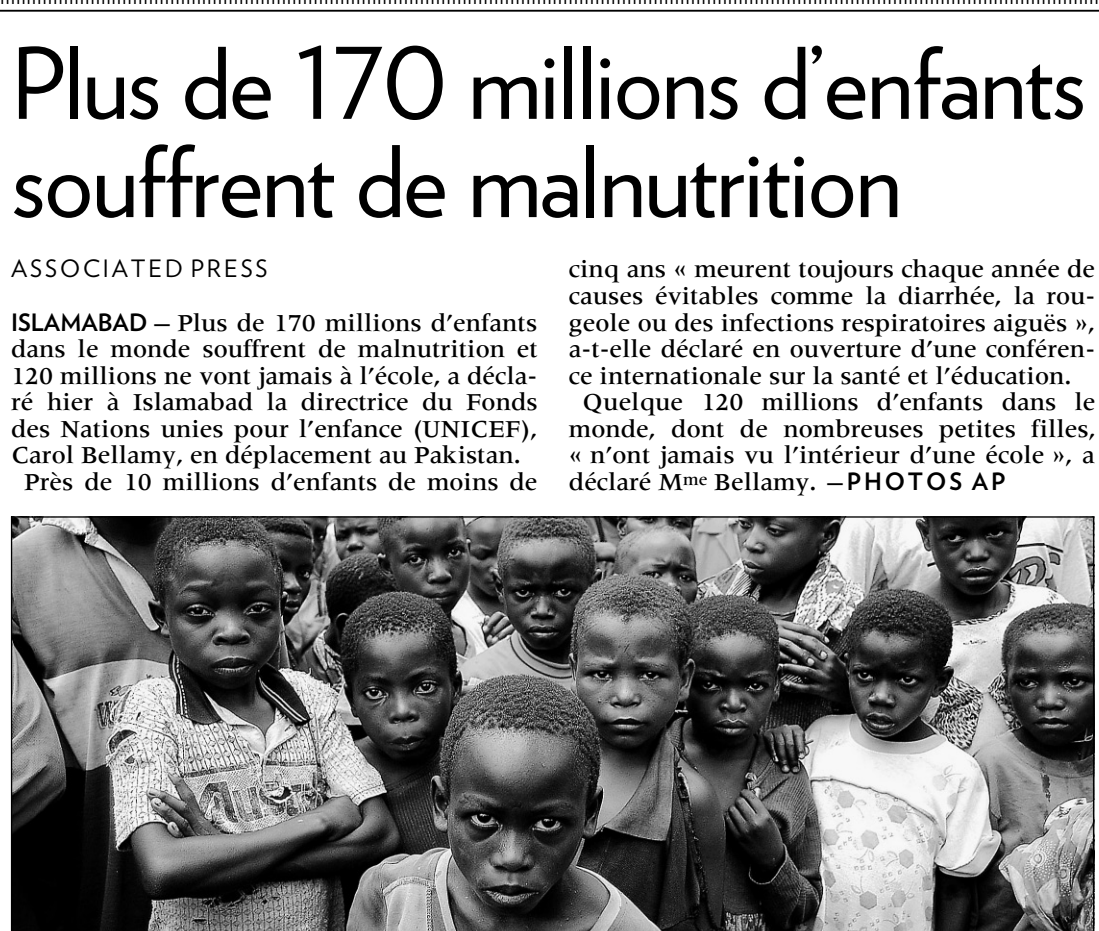 Plus de 170 millions d’enfants
souffrent de malnutrition
ASSOCIATED PRESS
ISLAMABAD — Plus de 170 millions d’enfants
dans le monde souffrent de malnutrition et
120 millions ne vont jamais à l’école, a décla-
ré hier à Islamabad la directrice du Fonds
des Nations unies pour l’enfance (UNICEF),
Carol Bellamy, en déplacement au Pakistan.
Près de 10 millions d’enfants de moins de
cinq ans « meurent toujours chaque année de
causes évitables comme la diarrhée, la rou-
geole ou des infections respiratoires aiguës »,
a-t-elle déclaré en ouverture d’une conféren-
ce internationale sur la santé et l’éducation.
Quelque 120 millions d’enfants dans le
monde, dont de nombreuses petites filles,
« n’ont jamais vu l’intérieur d’une école », a
déclaré Mme Bellamy. —PHOTOS AP